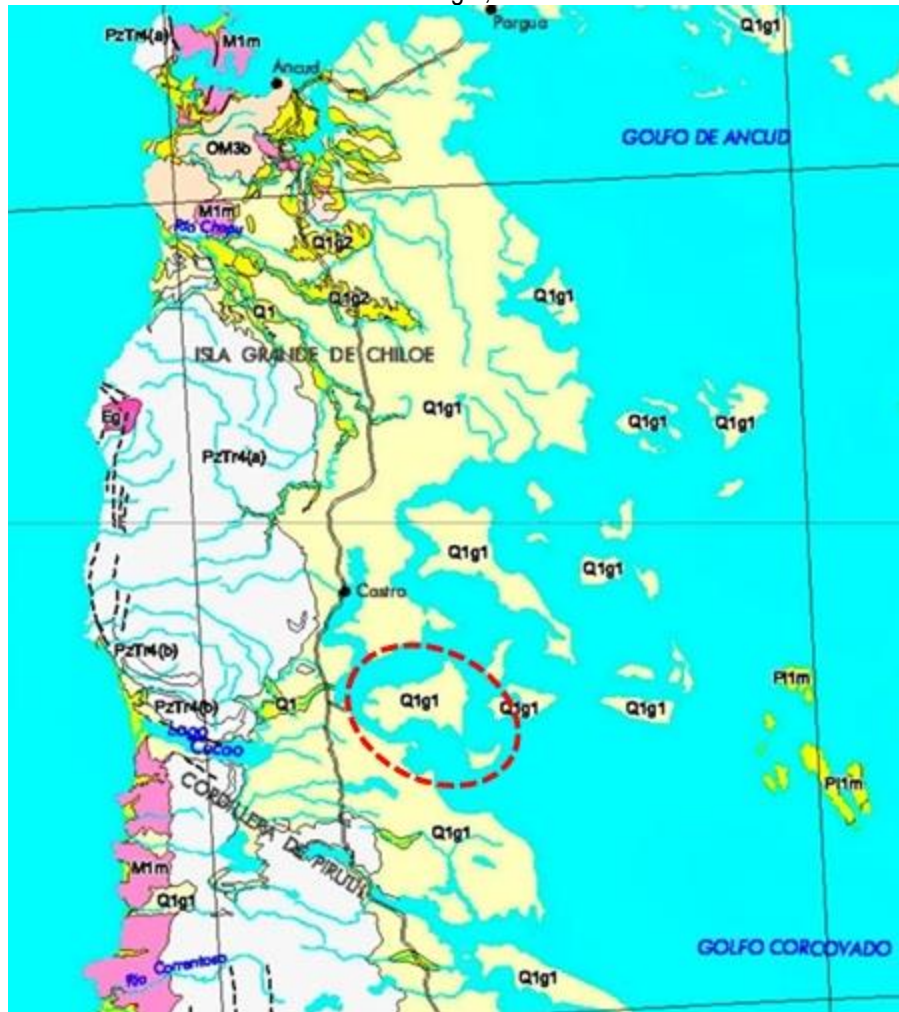 Pargua
PzTr4(a)
M1m
Q1g1
Ancud
GOLFO DE ANCUD
OM3b
M1m
Río Chepu
Q1g2
Q1g2
Q1g1
Q1
ISLA GRANDE DE CHILOE
Eg
Q1g1
Q1g1
Q1g1
PzTr4(a)
Q1g1
Q1g1
Castro
PzTr4(b)
Pl1m
Q1g1
PzTr4(b)
Q1
Q1g1
Q1g1
Lago
Cucao
Pl1m
CORDILLERA DE PIRUTIL
Q1g1
M1m
Q1g1
GOLFO CORCOVADO
Río Correntoso
Q1g1